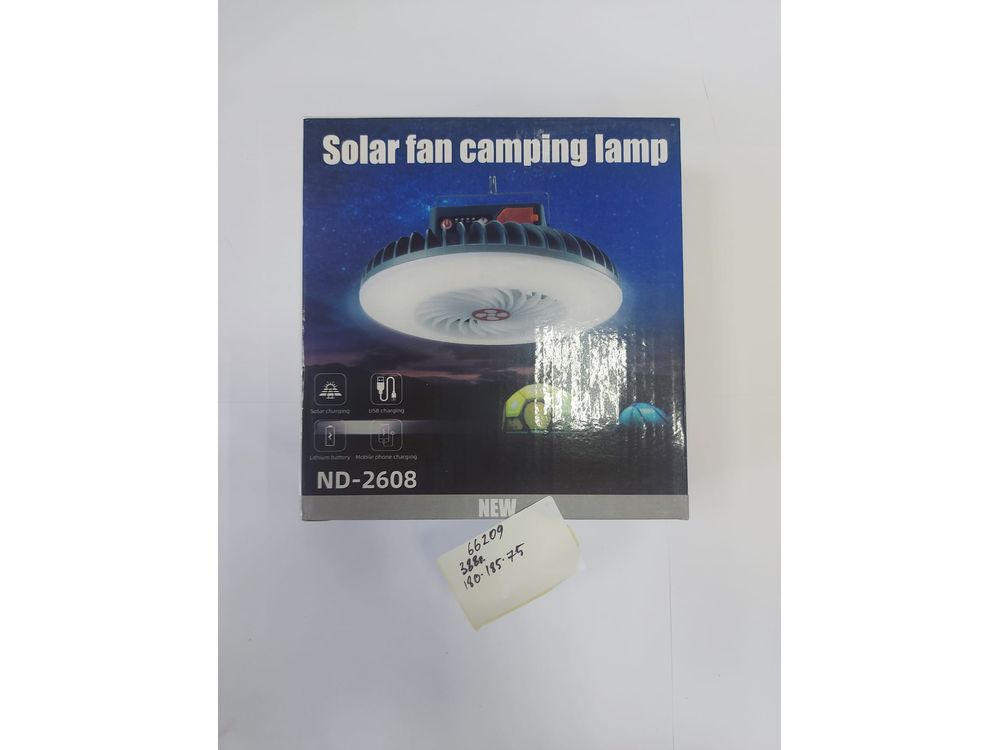 Solar fan camping lamp
Solar charging
USB charging
Lithium battery
Mobile phone charging
ND-2608
NEW
66209
388г.
180·185·75